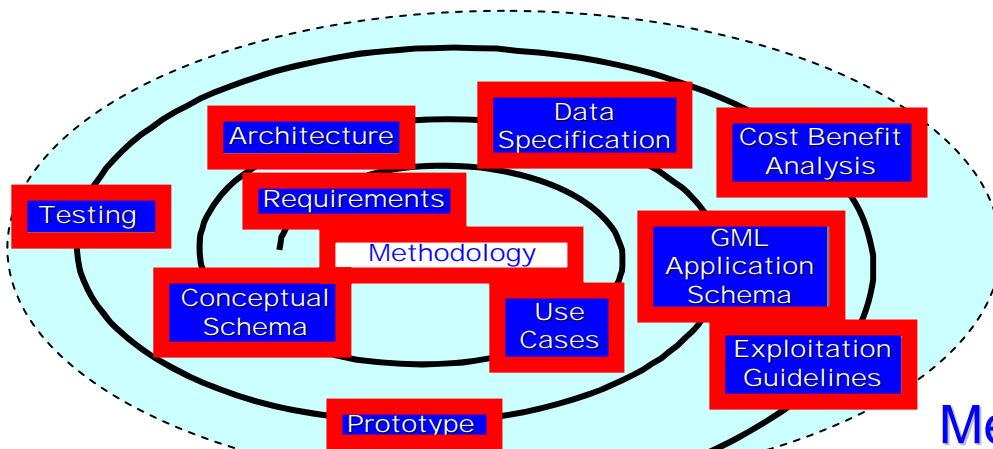 Data
Specification
Architecture
Cost Benefit
Analysis
Requirements
Testing
GML
Application
Schema
Methodology
Conceptual
Schema
Use
Cases
Exploitation
Guidelines
Prototype